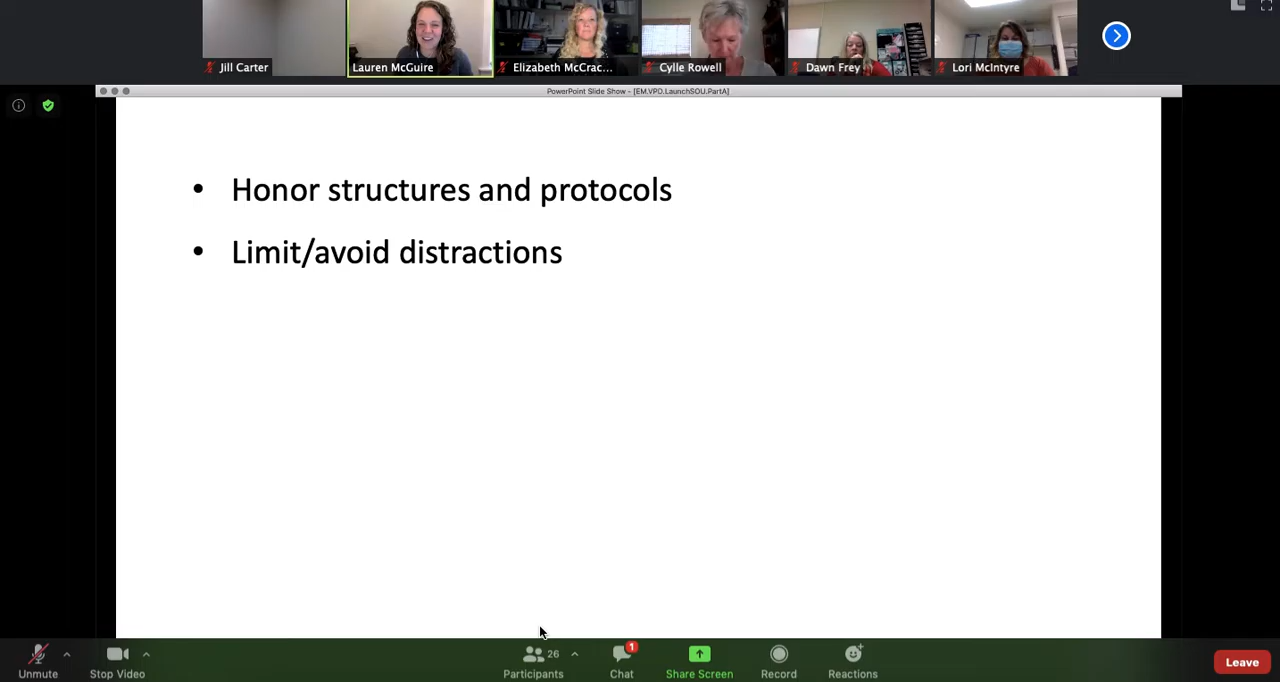 Jill Carter
Lauren McGuire
Elizabeth McCrac...
Cylle Rowell
Dawn Frey
Lori McIntyre
PowerPoint Slide Show - [EM.VPD.LaunchSOU.PartA]
• Honor structures and protocols
• Limit/avoid distractions
Unmute
Stop Video
26
Participants
1
Chat
Share Screen
Record
Reactions
Leave